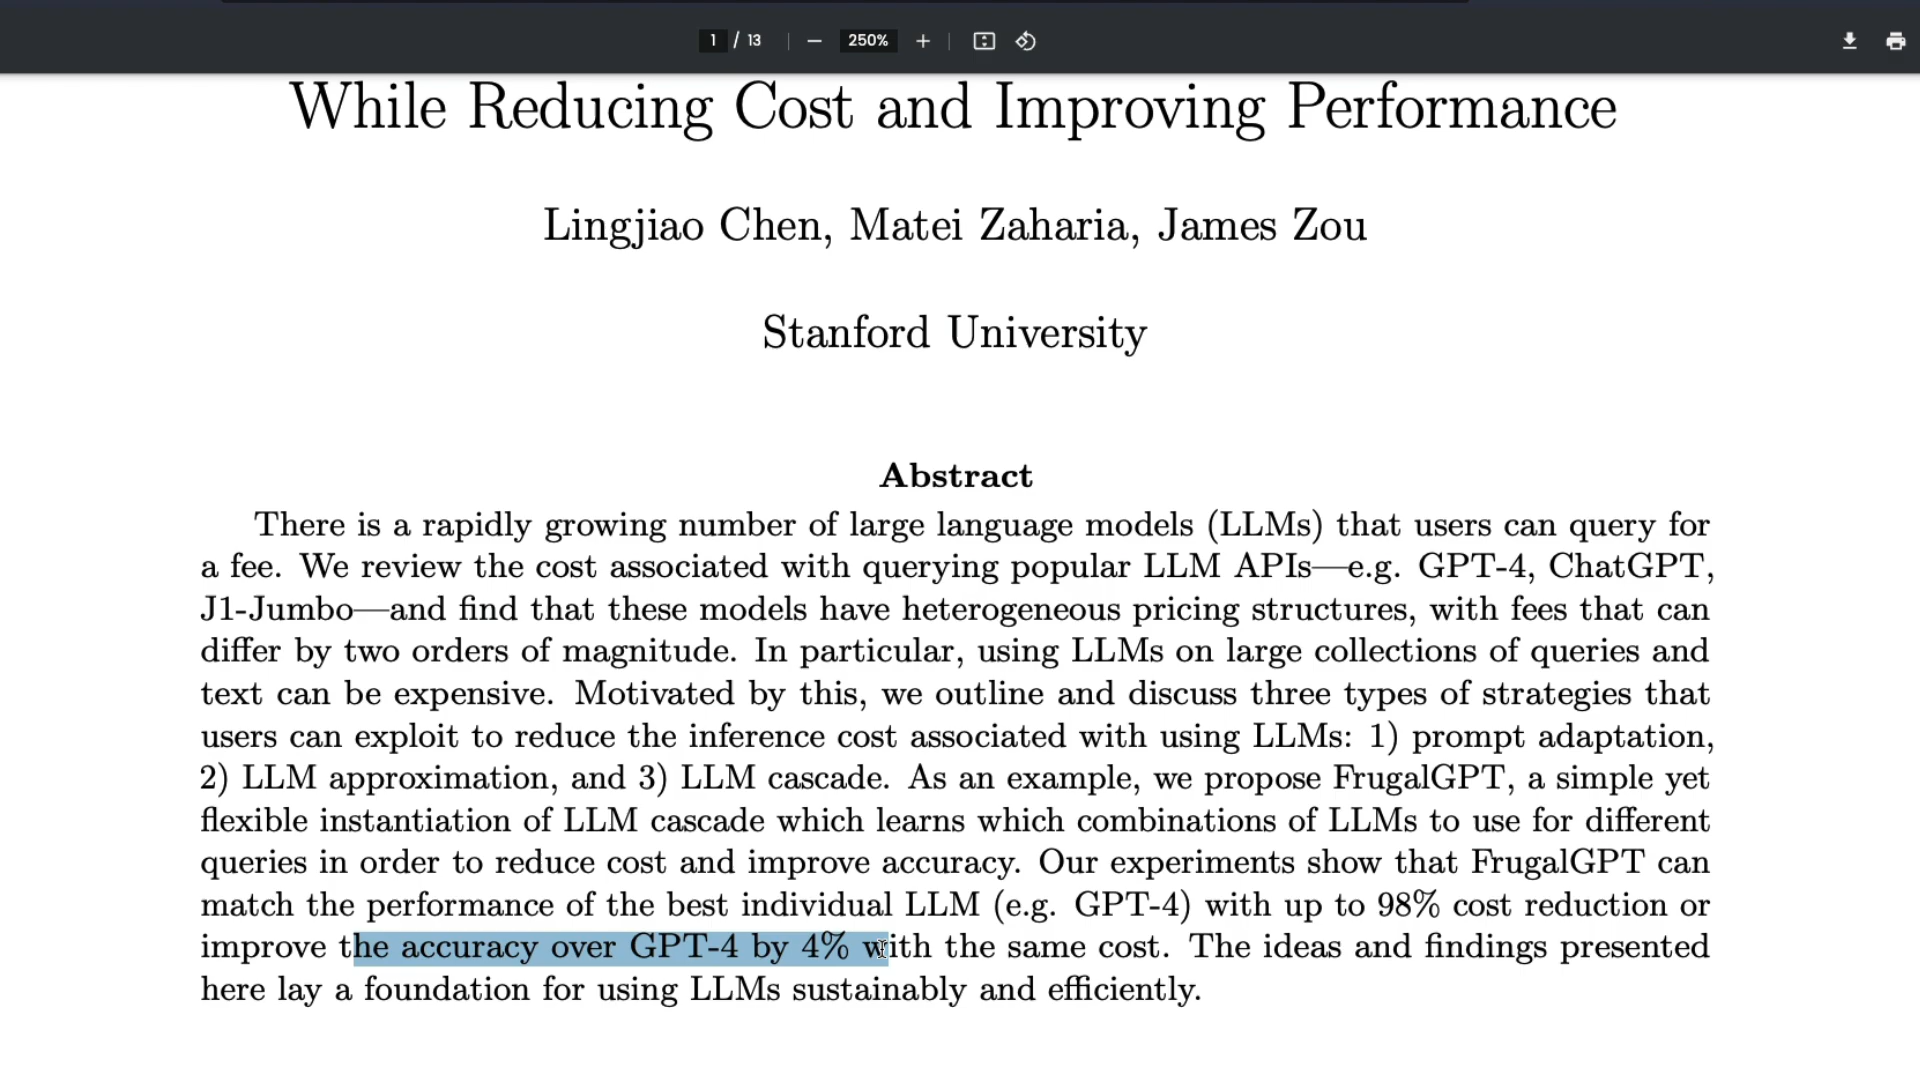 1 / 13 250%
While Reducing Cost and Improving Performance
Lingjiao Chen, Matei Zaharia, James Zou
Stanford University
Abstract
There is a rapidly growing number of large language models (LLMs) that users can query for
a fee. We review the cost associated with querying popular LLM APIs—e.g. GPT-4, ChatGPT,
J1-Jumbo—and find that these models have heterogeneous pricing structures, with fees that can
differ by two orders of magnitude. In particular, using LLMs on large collections of queries and
text can be expensive. Motivated by this, we outline and discuss three types of strategies that
users can exploit to reduce the inference cost associated with using LLMs: 1) prompt adaptation,
2) LLM approximation, and 3) LLM cascade. As an example, we propose FrugalGPT, a simple yet
flexible instantiation of LLM cascade which learns which combinations of LLMs to use for different
queries in order to reduce cost and improve accuracy. Our experiments show that FrugalGPT can
match the performance of the best individual LLM (e.g. GPT-4) with up to 98% cost reduction or
improve the accuracy over GPT-4 by 4% with the same cost. The ideas and findings presented
here lay a foundation for using LLMs sustainably and efficiently.